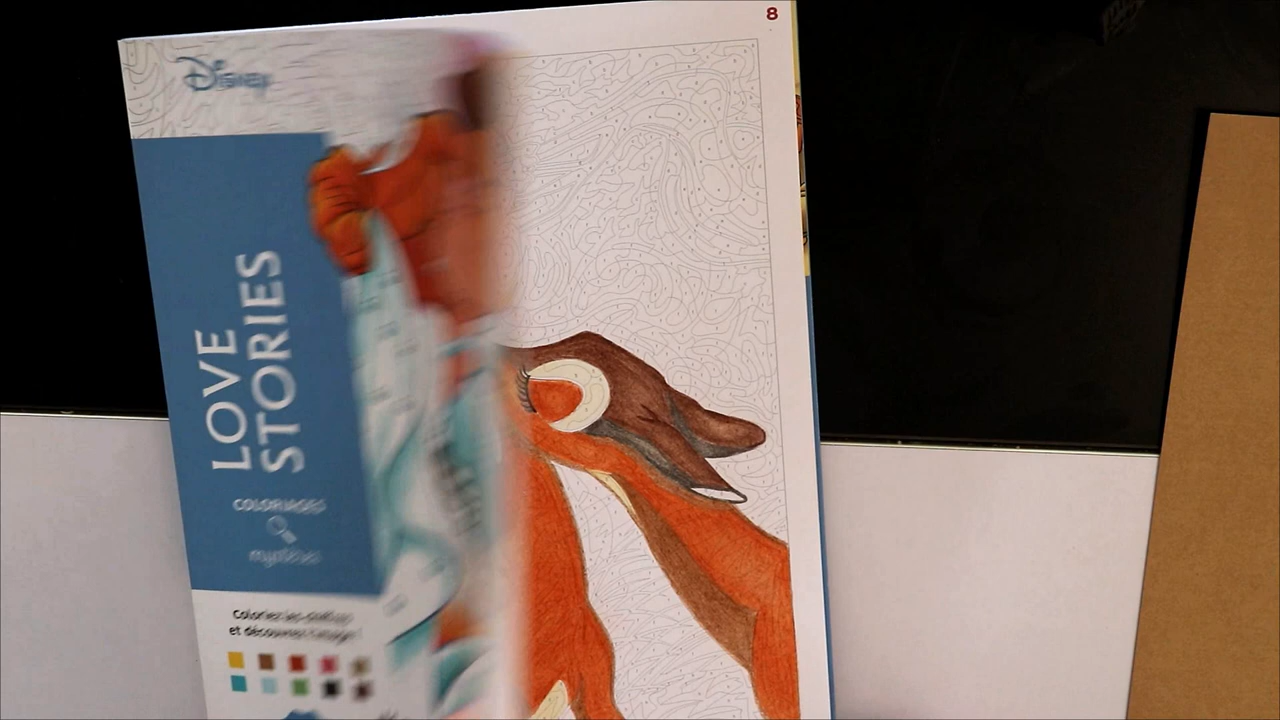 8
Disney
LOVE
STORIES
COLORIAGES
mystères
Coloriez les chiffres
et découvrez l'image !